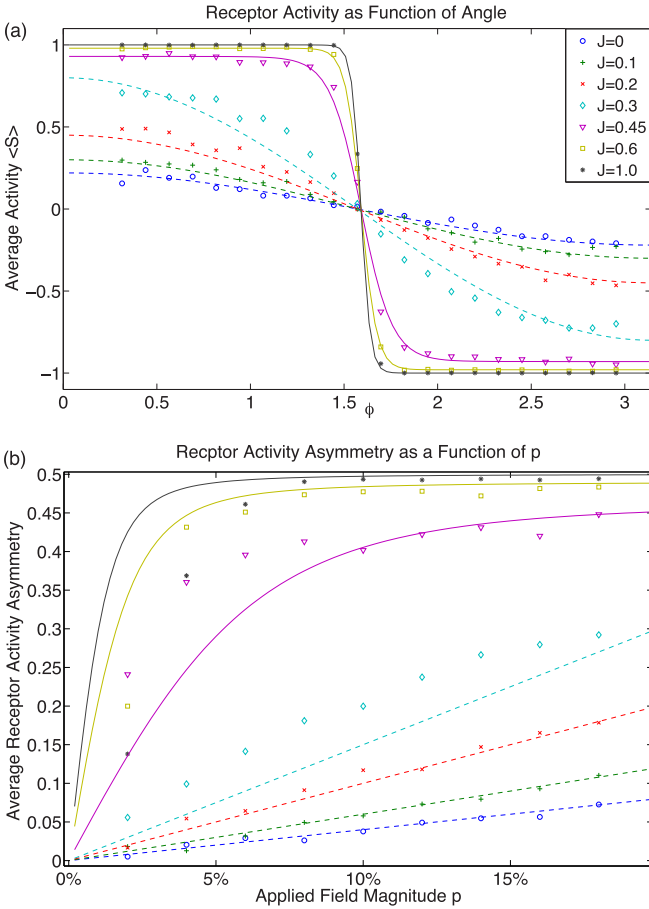 Receptor Activity as Function of Angle
(a)
J=0
J=0.1
J=0.2
J=0.3
J=0.45
J=0.6
J=1.0
Average Activity <S>
1
0.5
0
−0.5
−1
0
0.5
1
1.5
2
2.5
3
ϕ
Recptor Activity Asymmetry as a Function of p
(b)
Average Receptor Activity Asymmetry
0.5
0.45
0.4
0.35
0.3
0.25
0.2
0.15
0.1
0.05
0
0%
5%
10%
15%
Applied Field Magnitude p